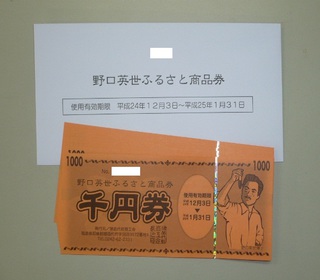 野口英世ふるさと商品券
使用有効期限 平成24年12月3日～平成25年1月31日
1000
1000 1000
No.
野口英世ふるさと商品券
千円券
使用有効期限
12月3日
1月31日